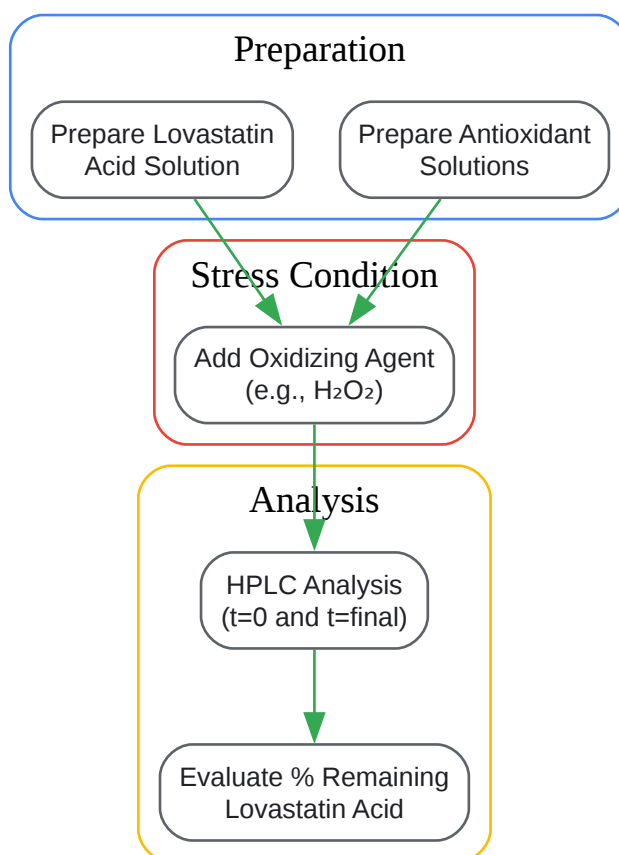 Preparation
Prepare Lovastatin
Acid Solution
Prepare Antioxidant
Solutions
Stress Condition
Add Oxidizing Agent
(e.g., H₂O₂)
Analysis
HPLC Analysis
(t=0 and t=final)
Evaluate % Remaining
Lovastatin Acid